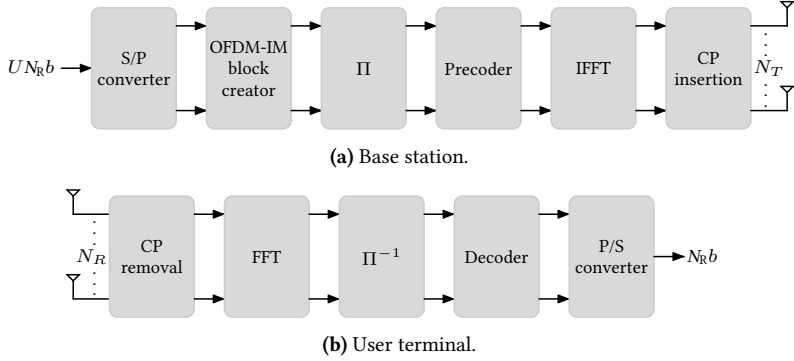 UN_Rb
S/P
converter
OFDM-IM
block
creator
Π
Precoder
IFFT
CP
insertion
N_T
(a) Base station.
N_R
CP
removal
FFT
Π^{-1}
Decoder
P/S
converter
N_Rb
(b) User terminal.